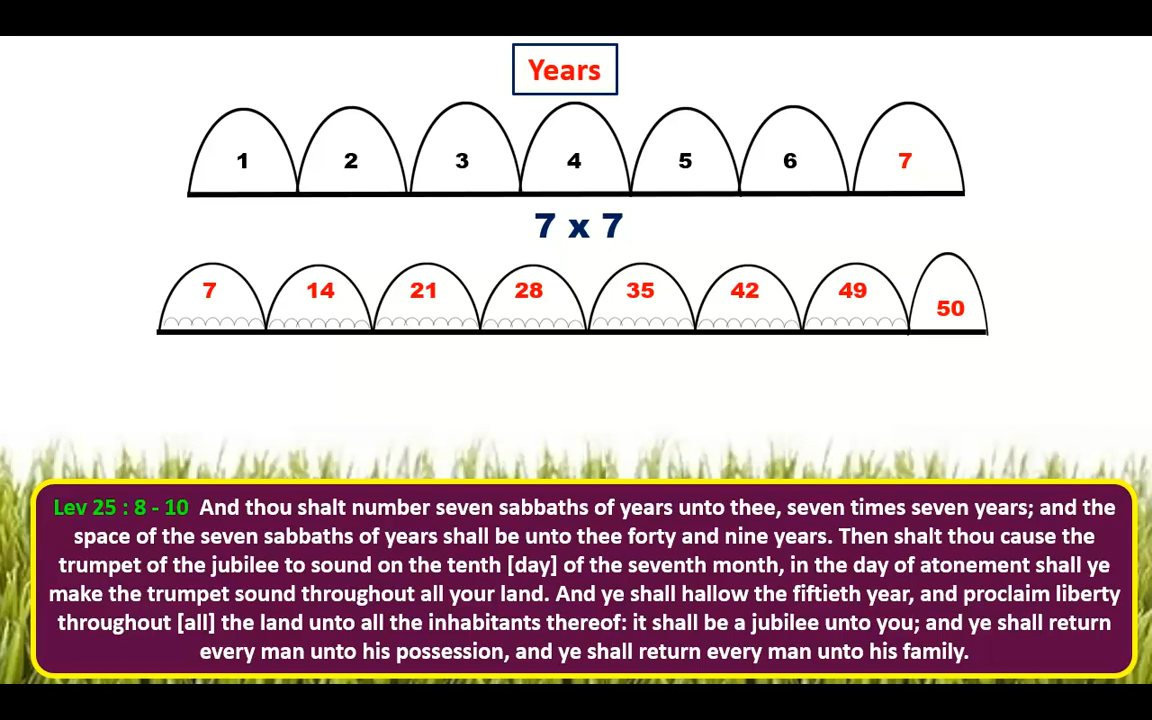 Years
1 2 3 4 5 6 7
7 x 7
7 14 21 28 35 42 49 50
Lev 25 : 8 - 10 And thou shalt number seven sabbaths of years unto thee, seven times seven years; and the
space of the seven sabbaths of years shall be unto thee forty and nine years. Then shalt thou cause the
trumpet of the jubilee to sound on the tenth [day] of the seventh month, in the day of atonement shall ye
make the trumpet sound throughout all your land. And ye shall hallow the fiftieth year, and proclaim liberty
throughout [all] the land unto all the inhabitants thereof: it shall be a jubilee unto you; and ye shall return
every man unto his possession, and ye shall return every man unto his family.